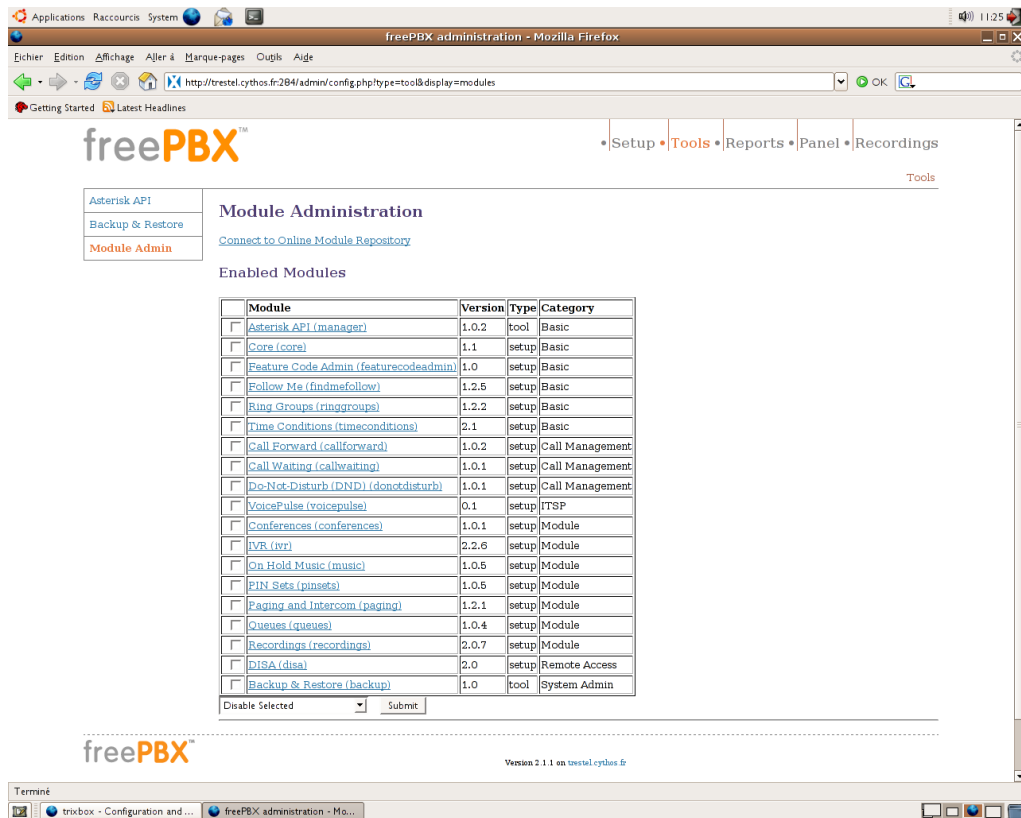 Applications Raccourcis System 11:25
freePBX administration - Mozilla Firefox
Fichier Edition Affichage Aller à Marque-pages Outils Aide
http://trestel.cythos.fr:284/admin/config.php?type=tool&display=modules OK G
Getting Started Latest Headlines
freePBX™
• Setup • Tools • Reports • Panel • Recordings
Tools
Asterisk API
Backup & Restore
Module Admin
Module Administration
Connect to Online Module Repository
Enabled Modules
Module Version Type Category
Asterisk API (manager) 1.0.2 tool Basic
Core (core) 1.1 setup Basic
Feature Code Admin (featurecodeadmin) 1.0 setup Basic
Follow Me (findmefollow) 1.2.5 setup Basic
Ring Groups (ringgroups) 1.2.2 setup Basic
Time Conditions (timeconditions) 2.1 setup Basic
Call Forward (callforward) 1.0.2 setup Call Management
Call Waiting (callwaiting) 1.0.1 setup Call Management
Do-Not-Disturb (DND) (donotdisturb) 1.0.1 setup Call Management
VoicePulse (voicepulse) 0.1 setup ITSP
Conferences (conferences) 1.0.1 setup Module
IVR (ivr) 2.2.6 setup Module
On Hold Music (music) 1.0.5 setup Module
PIN Sets (pinsets) 1.0.5 setup Module
Paging and Intercom (paging) 1.2.1 setup Module
Queues (queues) 1.0.4 setup Module
Recordings (recordings) 2.0.7 setup Module
DISA (disa) 2.0 setup Remote Access
Backup & Restore (backup) 1.0 tool System Admin
Disable Selected Submit
freePBX™
Version 2.1.1 on trestel.cythos.fr
Terminé
trixbox - Configuration and ... freePBX administration - Mo...